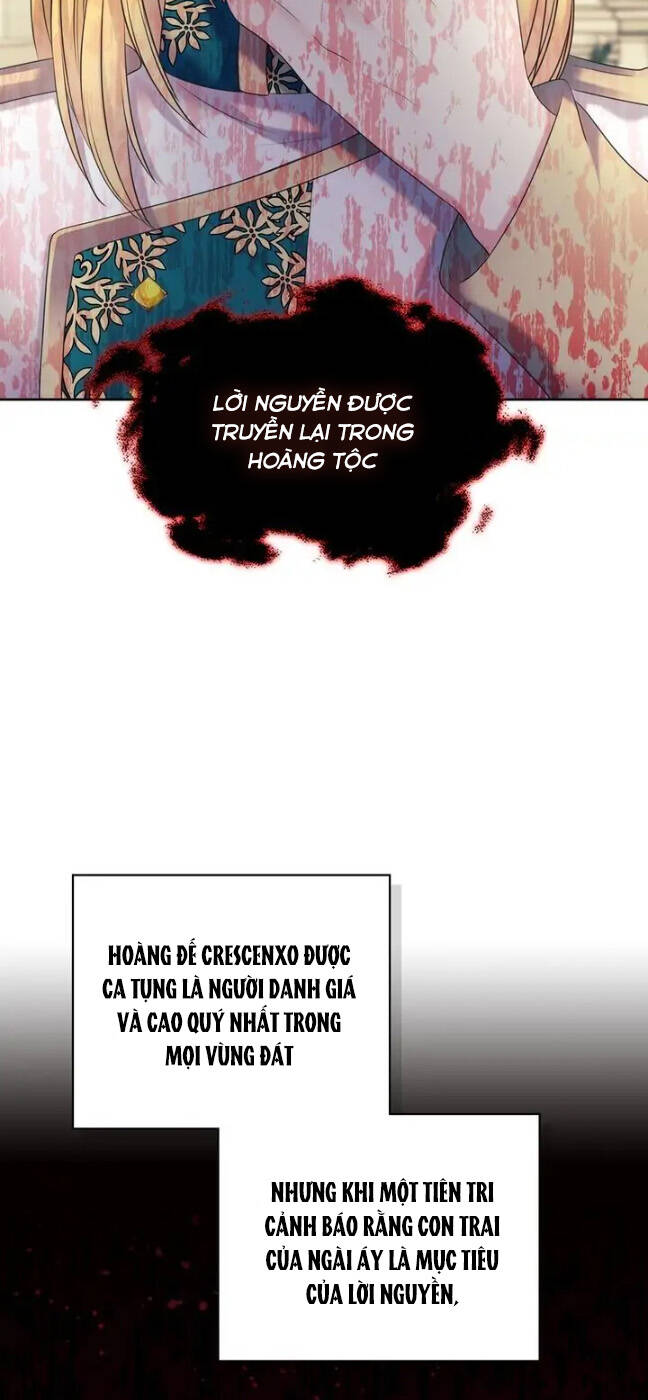 LỜI NGUYỀN ĐƯỢC
TRUYỀN LẠI TRONG
HOÀNG TỘC
HOÀNG ĐẾ CRESCENXO ĐƯỢC
CA TỤNG LÀ NGƯỜI DANH GIÁ
VÀ CAO QUÝ NHẤT TRONG
MỌI VÙNG ĐẤT
NHƯNG KHI MỘT TIÊN TRI
CẢNH BÁO RẰNG CON TRAI
CỦA NGÀI ẤY LÀ MỤC TIÊU
CỦA LỜI NGUYỀN,